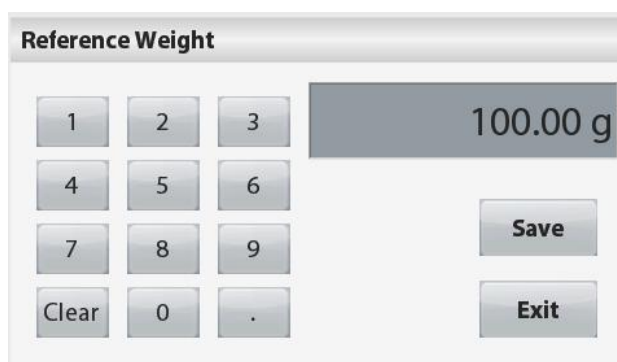 Reference Weight
100.00 g
1 2 3
4 5 6
7 8 9
Clear 0 .
Save
Exit